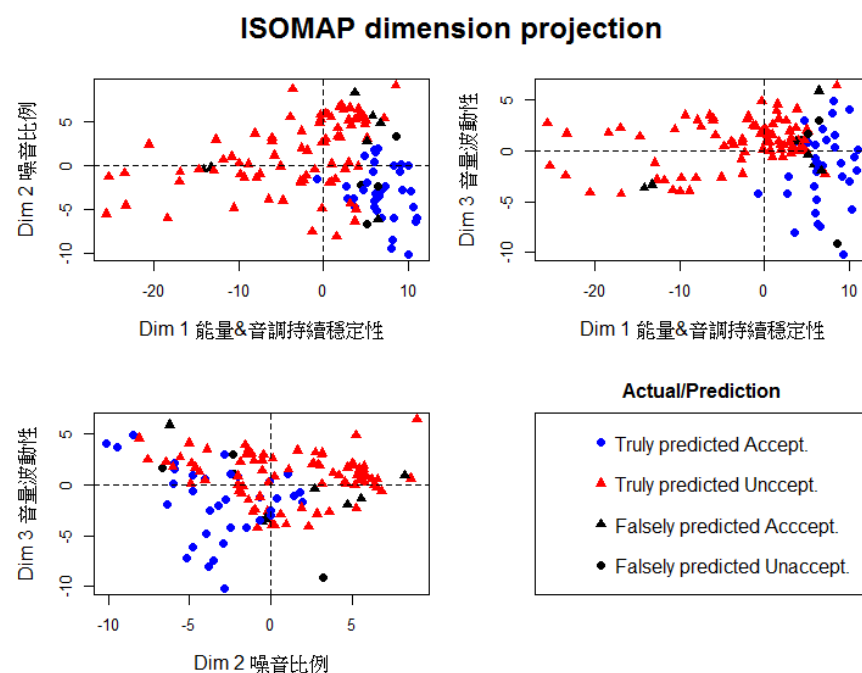 ISOMAP dimension projection
Dim 2 噪音比例
5
0
-5
-10
-20
-10
0
10
Dim 1 能量&音調持續穩定性
Dim 3 音量波動性
5
0
-5
-10
-20
-10
0
10
Dim 1 能量&音調持續穩定性
Dim 3 音量波動性
5
0
-5
-10
-10
-5
0
5
Dim 2 噪音比例
Actual/Prediction
Truly predicted Accept.
Truly predicted Unccept.
Falsely predicted Acccept.
Falsely predicted Unaccept.